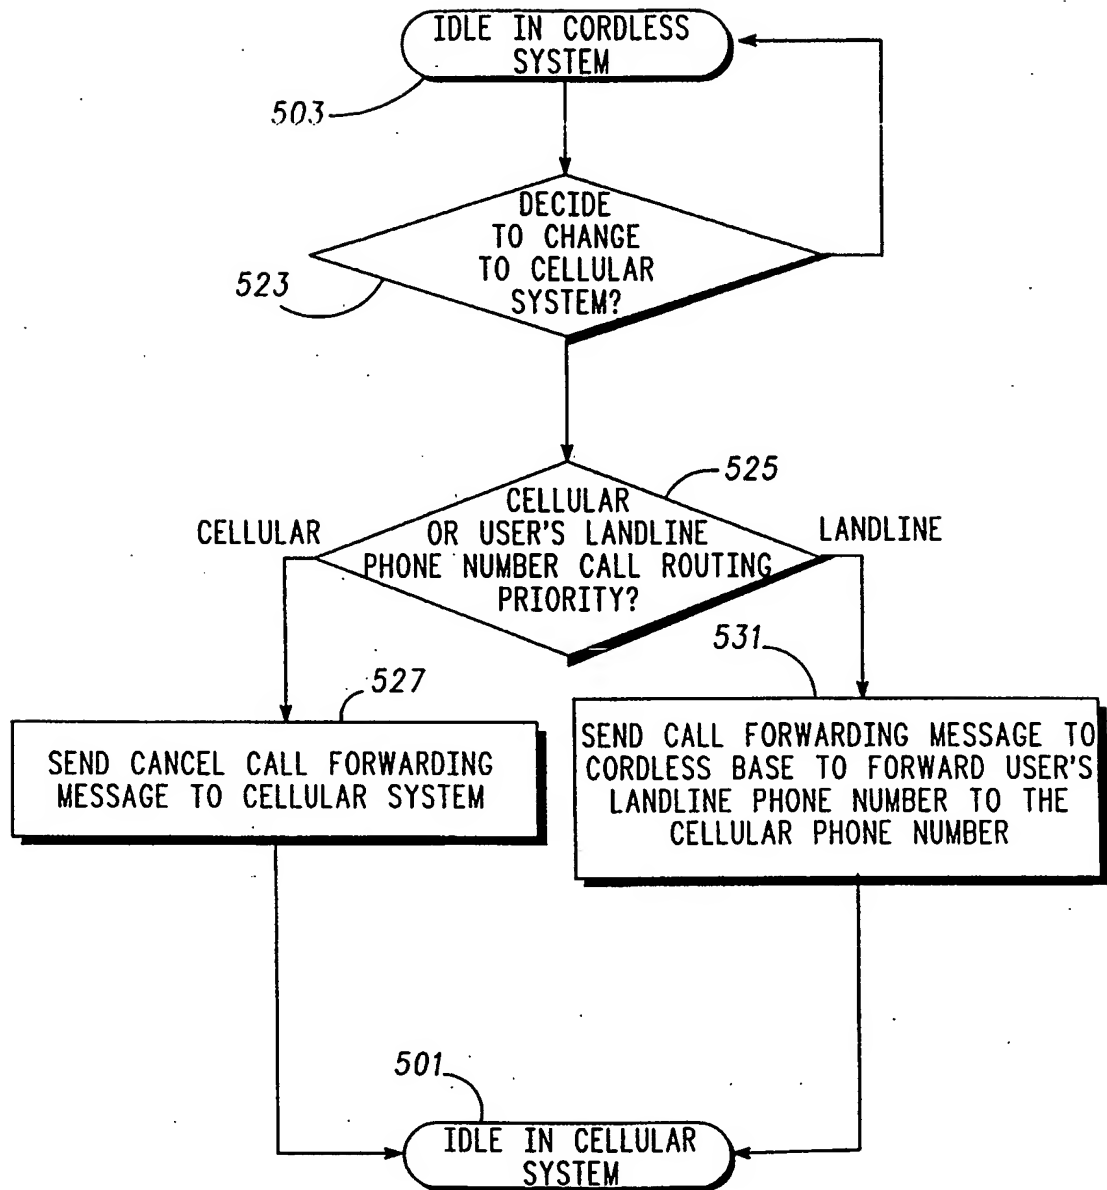 IDLE IN CORDLESS
SYSTEM
503
DECIDE
TO CHANGE
TO CELLULAR
SYSTEM?
523
525
CELLULAR
OR USER'S LANDLINE
PHONE NUMBER CALL ROUTING
PRIORITY?
CELLULAR
LANDLINE
527
531
SEND CANCEL CALL FORWARDING
MESSAGE TO CELLULAR SYSTEM
SEND CALL FORWARDING MESSAGE TO
CORDLESS BASE TO FORWARD USER'S
LANDLINE PHONE NUMBER TO THE
CELLULAR PHONE NUMBER
501
IDLE IN CELLULAR
SYSTEM